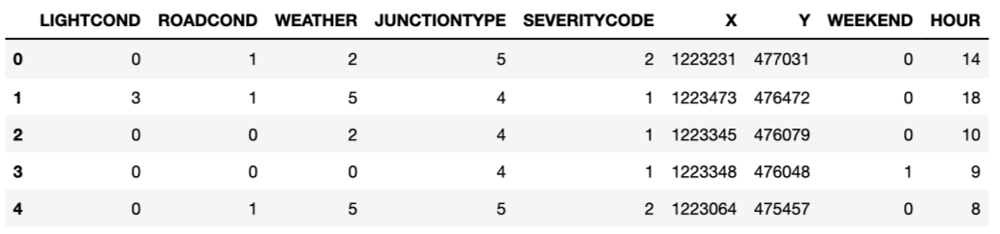 LIGHTCOND ROADCOND WEATHER JUNCTIONTYPE SEVERITYCODE X Y WEEKEND HOUR
0 0 1 2 5 2 1223231 477031 0 14
1 3 1 5 4 1 1223473 476472 0 18
2 0 0 2 4 1 1223345 476079 0 10
3 0 0 0 4 1 1223348 476048 1 9
4 0 1 5 5 2 1223064 475457 0 8